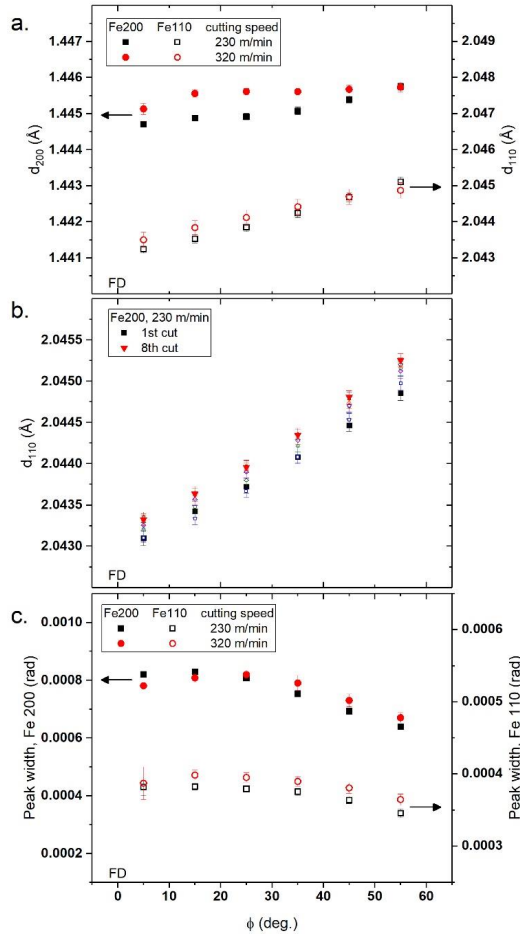 a.
Fe200 Fe110 cutting speed
230 m/min
320 m/min
1.447
1.446
1.445
1.444
1.443
1.442
1.441
d200 (Å)
2.049
2.048
2.047
2.046
2.045
2.044
2.043
d110 (Å)
FD
b.
Fe200, 230 m/min
1st cut
8th cut
2.0455
2.0450
2.0445
2.0440
2.0435
2.0430
d110 (Å)
FD
c.
Fe200 Fe110 cutting speed
230 m/min
320 m/min
0.0010
0.0008
0.0006
0.0004
0.0002
Peak width, Fe 200 (rad)
0.0006
0.0005
0.0004
0.0003
Peak width, Fe 110 (rad)
FD
0 10 20 30 40 50 60
ϕ (deg.)